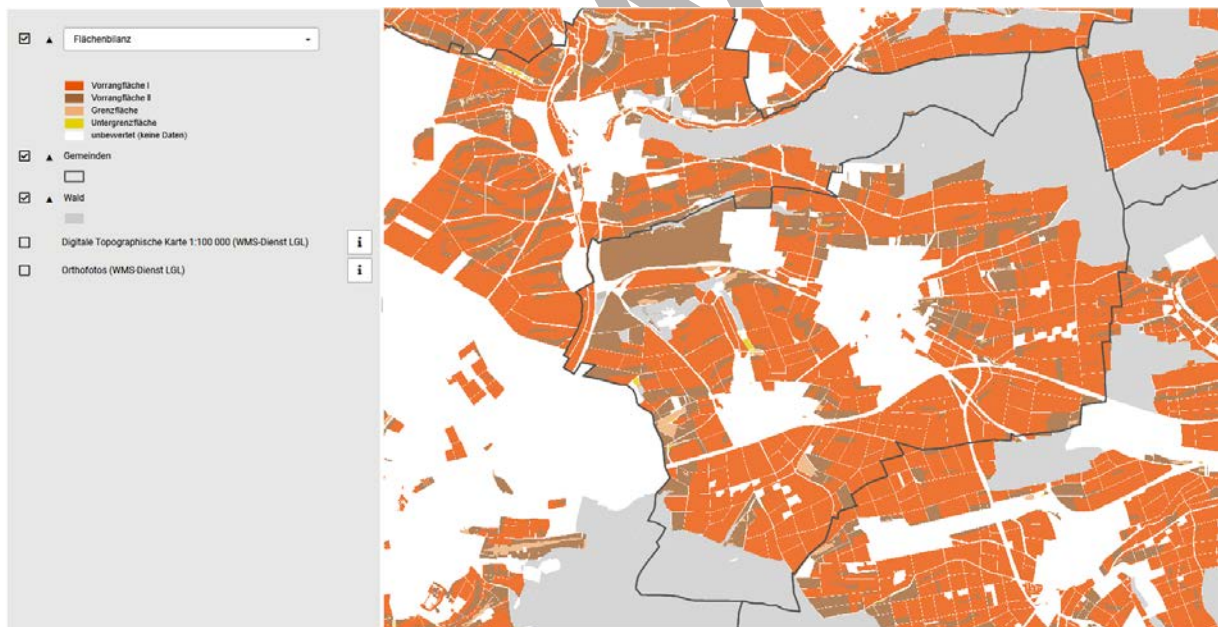 Flächenbilanz
Vorrangfläche I
Vorrangfläche II
Grenzfläche
Untergrenzfläche
unbewertet (keine Daten)
Gemeinden
Wald
Digitale Topographische Karte 1:100 000 (WMS-Dienst LGL)
i
Orthofotos (WMS-Dienst LGL)
i